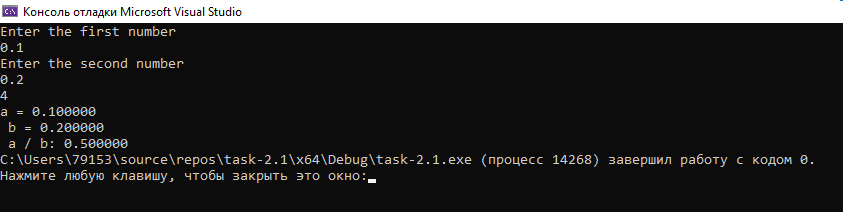 Консоль отладки Microsoft Visual Studio
Enter the first number
0.1
Enter the second number
0.2
4
a = 0.100000
 b = 0.200000
 a / b: 0.500000
C:\Users\79153\source\repos\task-2.1\x64\Debug\task-2.1.exe (процесс 14268) завершил работу с кодом 0.
Нажмите любую клавишу, чтобы закрыть это окно: